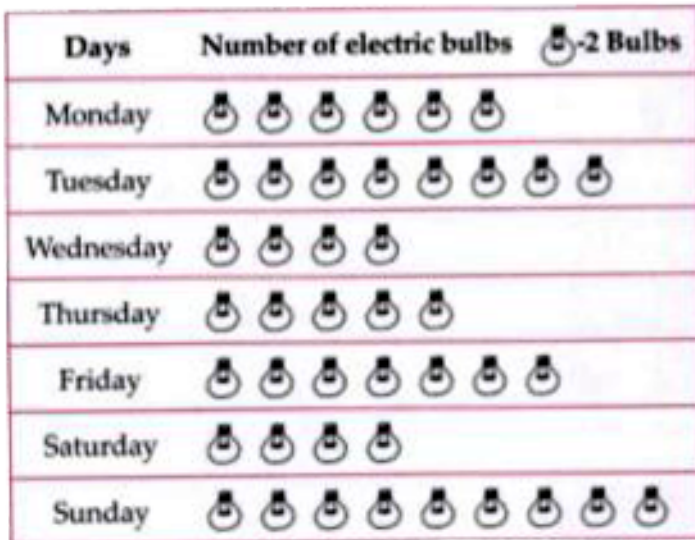 Days Number of electric bulbs -2 Bulbs
Monday
Tuesday
Wednesday
Thursday
Friday
Saturday
Sunday